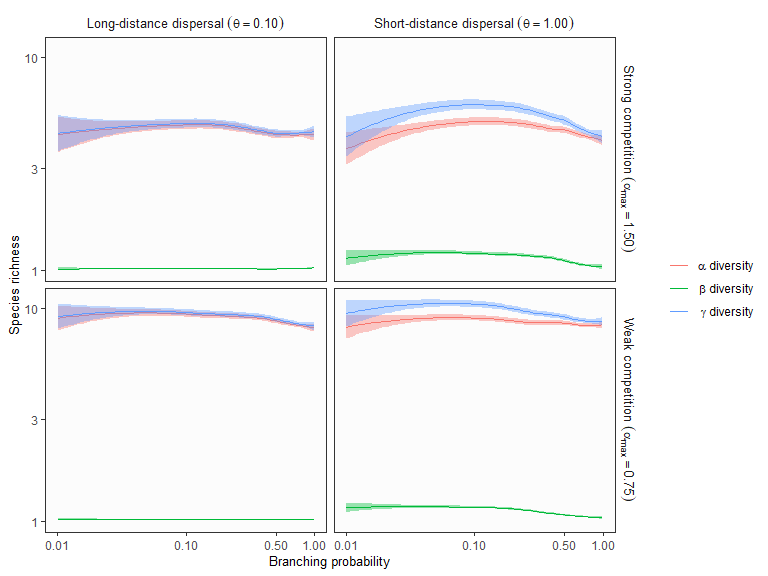 Long-distance dispersal (θ = 0.10)
Short-distance dispersal (θ = 1.00)
10
3
1
Strong competition (αmax = 1.50)
Species richness
α diversity
β diversity
γ diversity
10
3
1
Weak competition (αmax = 0.75)
0.01 0.10 0.50 1.00 0.01 0.10 0.50 1.00
Branching probability